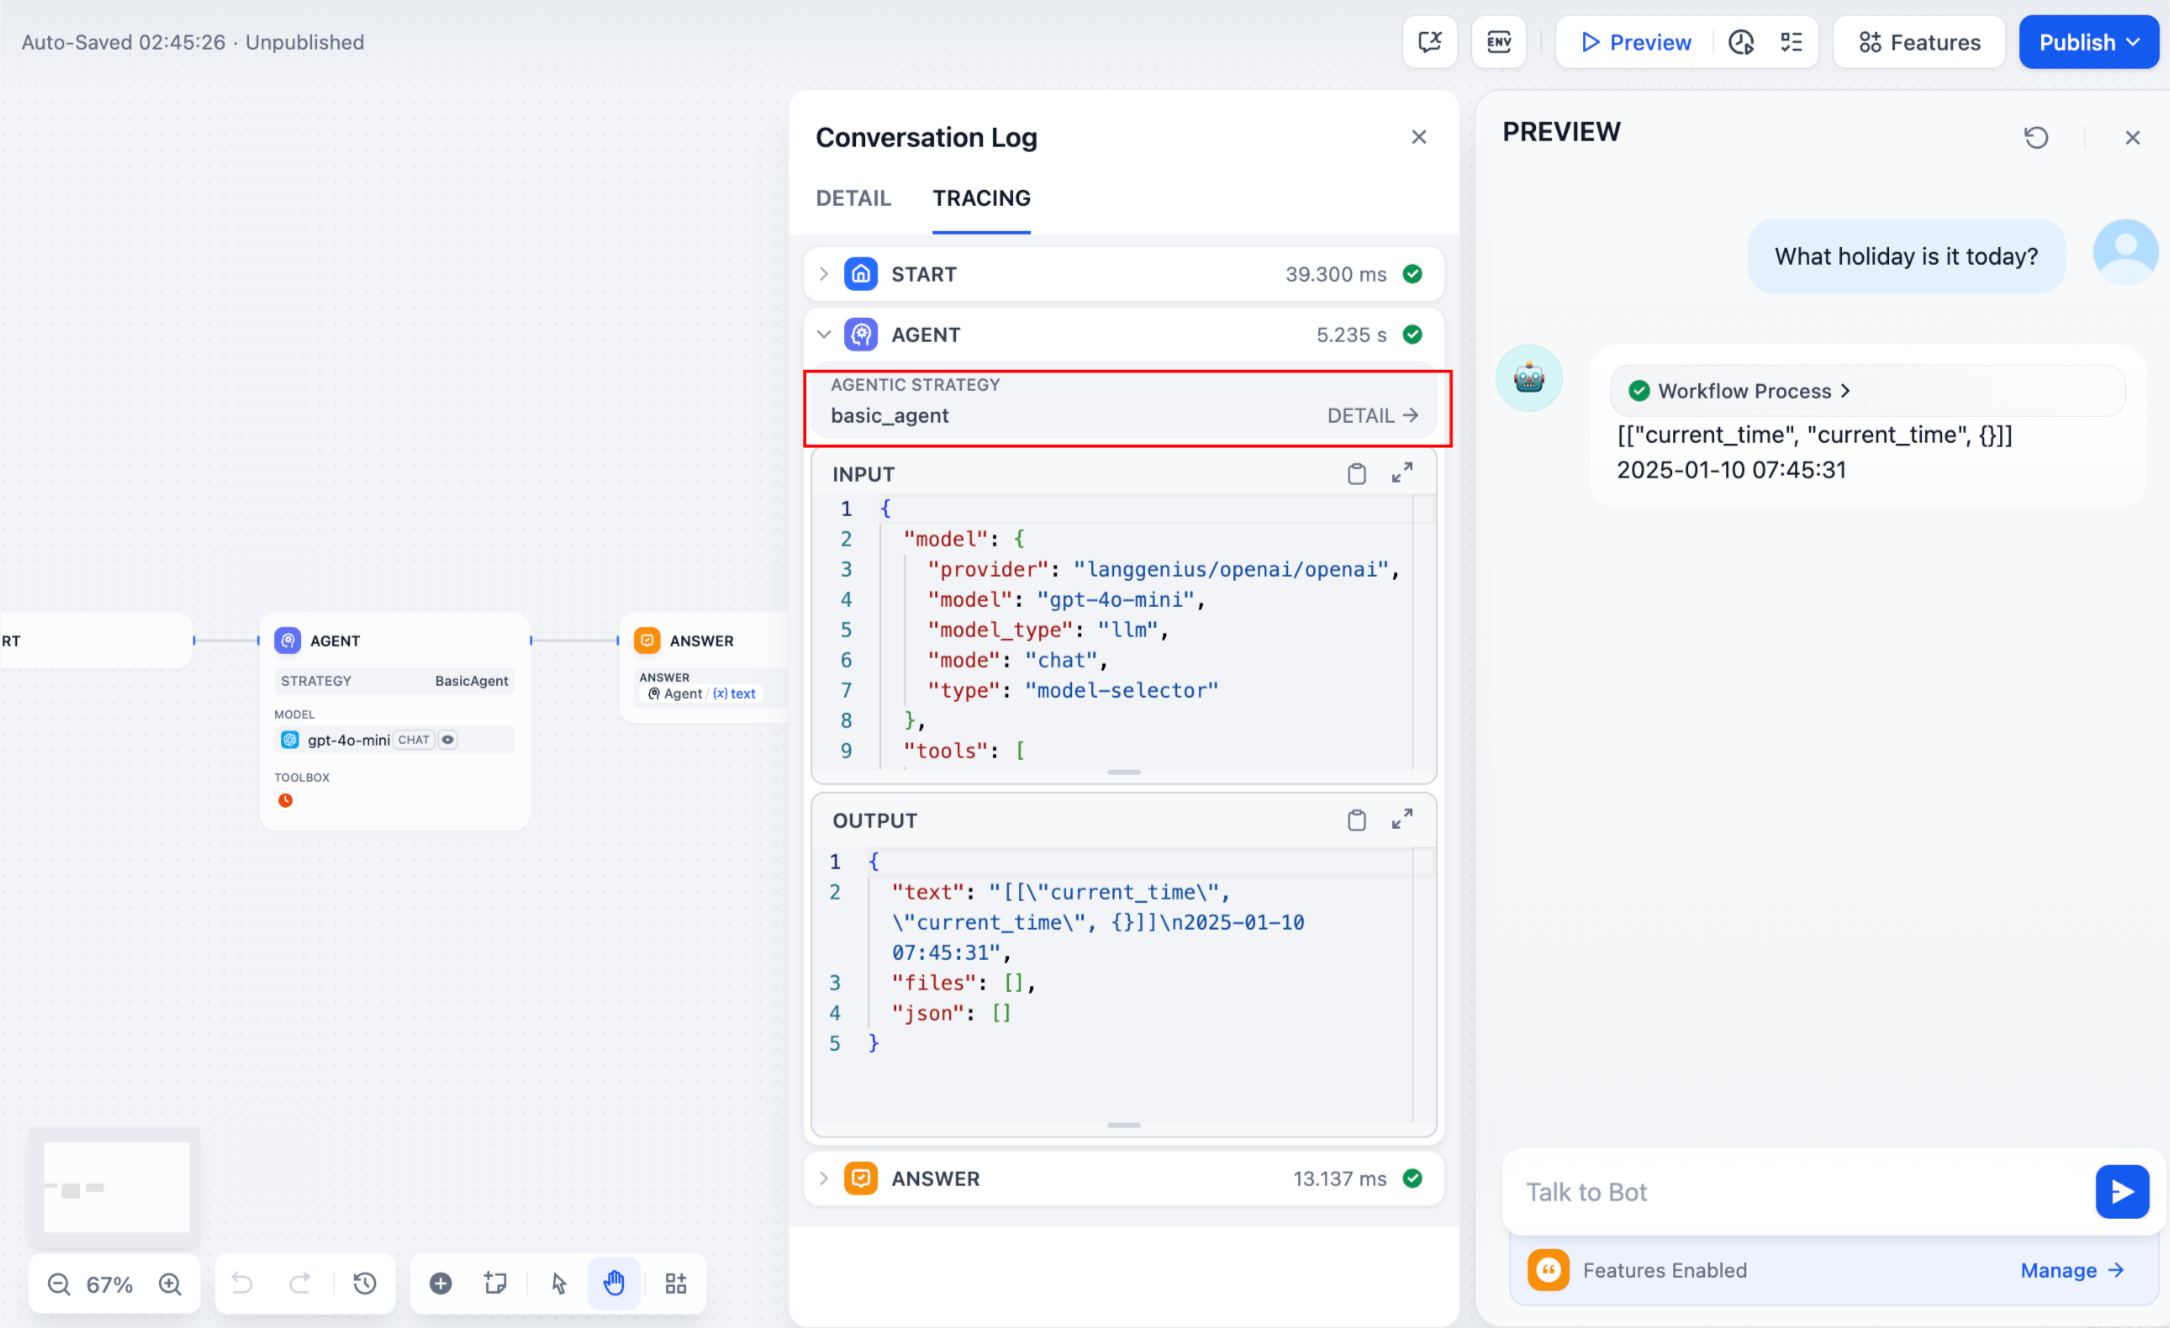 Auto-Saved 02:45:26 · Unpublished
ENV
Preview
Features
Publish
RT
AGENT
STRATEGY BasicAgent
MODEL
gpt-4o-mini CHAT
TOOLBOX
ANSWER
ANSWER
Agent / (x) text
67%
Conversation Log
DETAIL TRACING
START 39.300 ms
AGENT 5.235 s
AGENTIC STRATEGY
basic_agent DETAIL →
INPUT
1 {
2 "model": {
3 "provider": "langgenius/openai/openai",
4 "model": "gpt-4o-mini",
5 "model_type": "llm",
6 "mode": "chat",
7 "type": "model-selector"
8 },
9 "tools": [
OUTPUT
1 {
2 "text": "[[\"current_time\",
\"current_time\", {}]]\n2025-01-10
07:45:31",
3 "files": [],
4 "json": []
5 }
ANSWER 13.137 ms
PREVIEW
What holiday is it today?
Workflow Process
[["current_time", "current_time", {}]]
2025-01-10 07:45:31
Talk to Bot
Features Enabled
Manage →